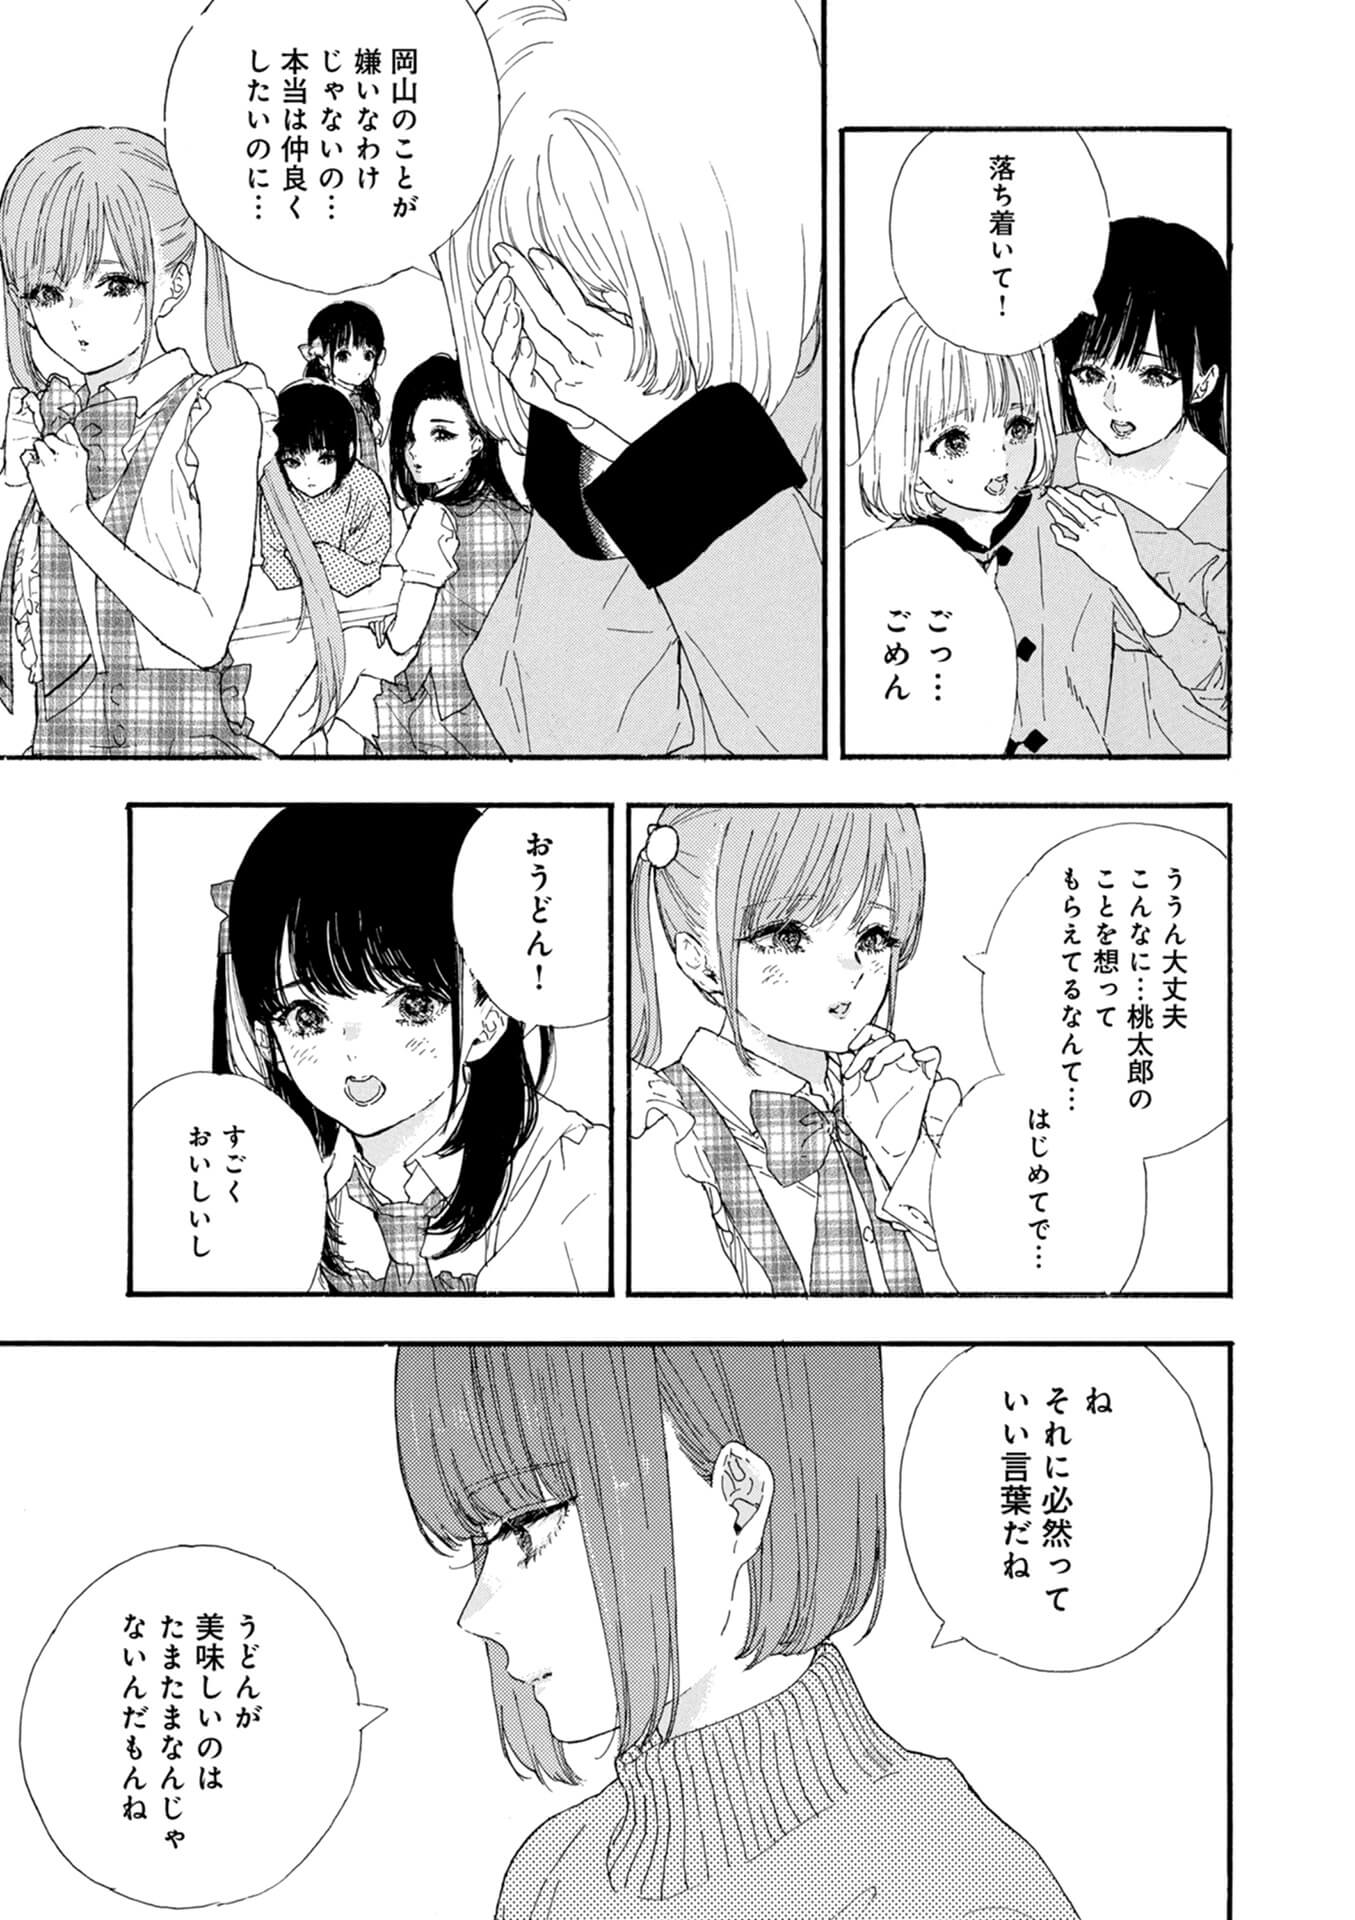 落ち着いて！
ごっ…
ごめん
岡山のことが
嫌いなわけ
じゃないの…
本当は仲良く
したいのに…
ううん大丈夫
こんなに…桃太郎の
ことを想って
もらえてるなんて…
はじめてで…
おうどん！
すごく
おいしいし
ね
それに必然って
いい言葉だね
うどんが
美味しいのは
たまたまなんじゃ
ないんだもんね